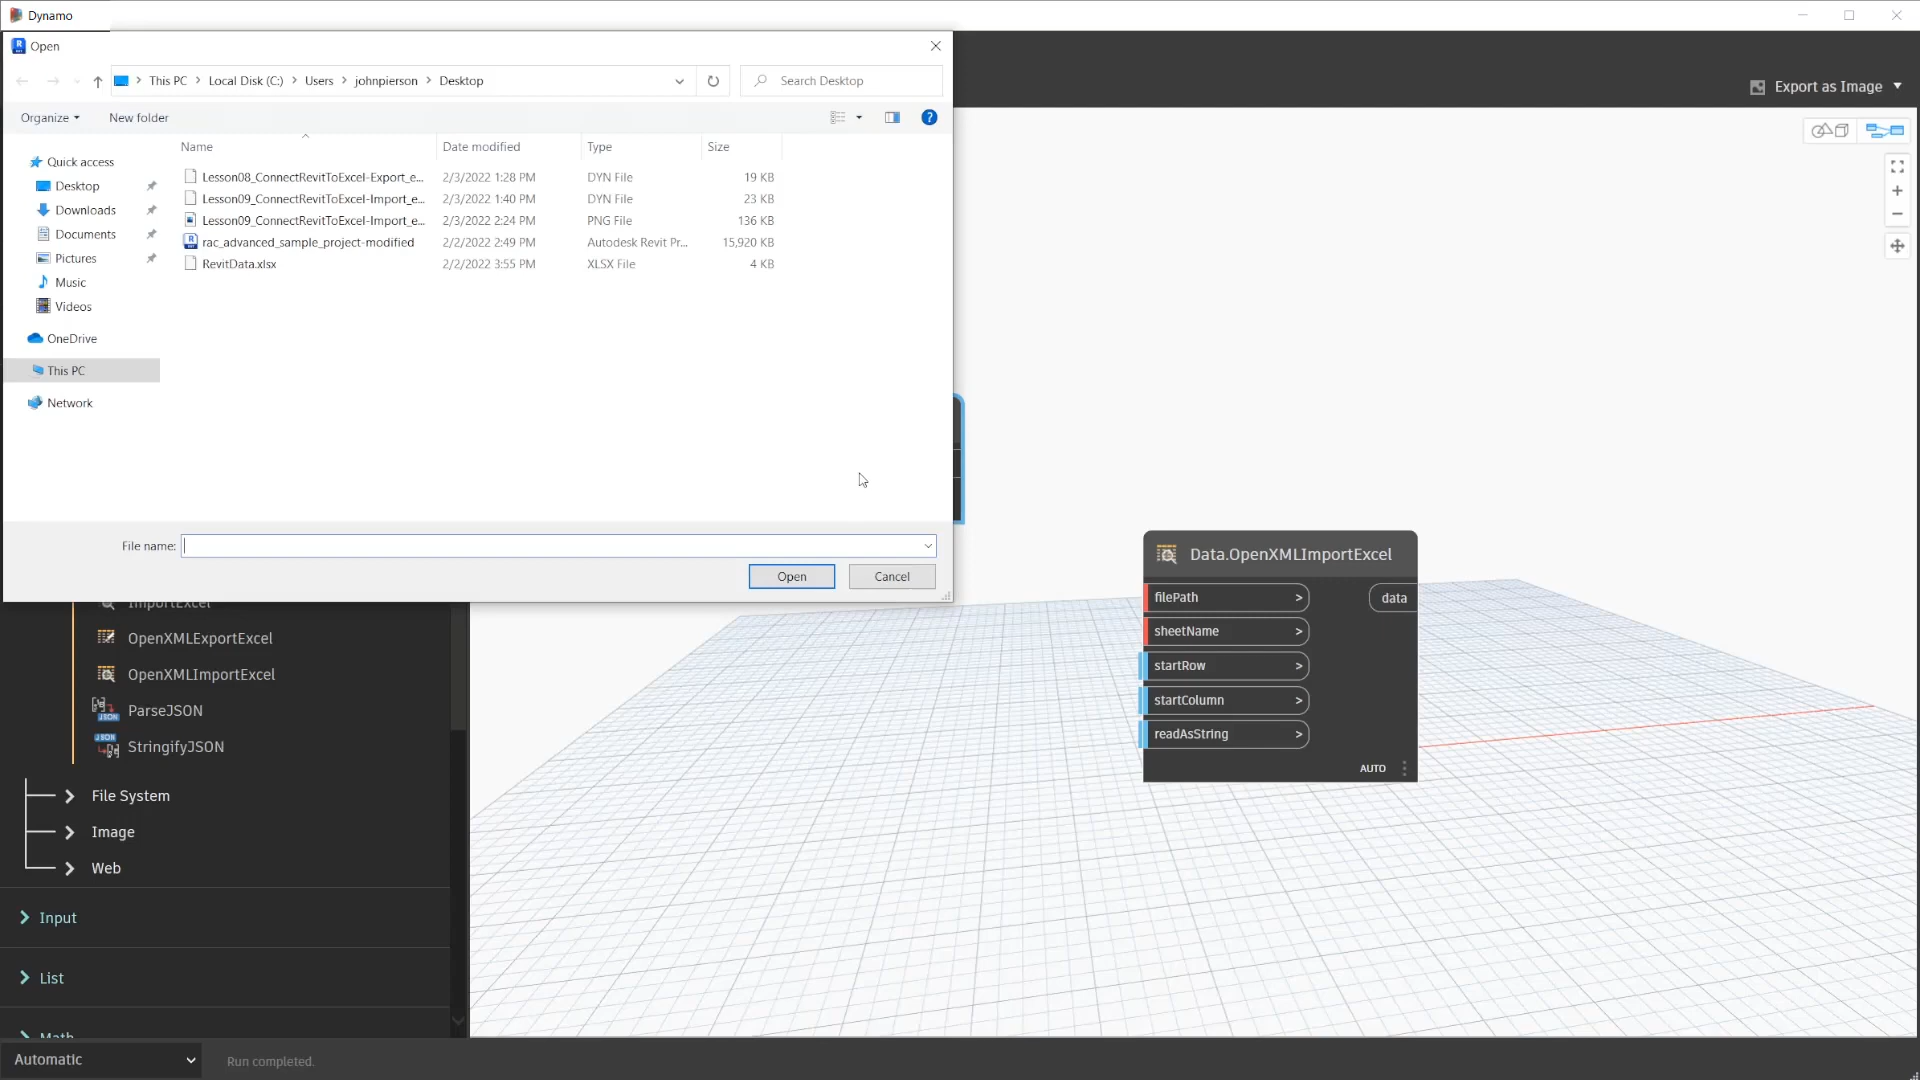 Dynamo
Open
This PC > Local Disk (C:) > Users > johnpierson > Desktop
Search Desktop
Export as Image
Organize
New folder
Name
Date modified
Type
Size
Quick access
Desktop
Downloads
Documents
Pictures
Music
Videos
OneDrive
This PC
Network
Lesson08_ConnectRevitToExcel-Export_e... 2/3/2022 1:28 PM DYN File 19 KB
Lesson09_ConnectRevitToExcel-Import_e... 2/3/2022 1:40 PM DYN File 23 KB
Lesson09_ConnectRevitToExcel-Import_e... 2/3/2022 2:24 PM PNG File 136 KB
rac_advanced_sample_project-modified 2/2/2022 2:49 PM Autodesk Revit Pr... 15,920 KB
RevitData.xlsx 2/2/2022 3:55 PM XLSX File 4 KB
File name:
Open
Cancel
ImportExcel
OpenXMLExportExcel
OpenXMLImportExcel
ParseJSON
StringifyJSON
File System
Image
Web
Input
List
Math
Data.OpenXMLImportExcel
filePath >
data
sheetName >
startRow >
startColumn >
readAsString >
AUTO
Automatic
Run completed.